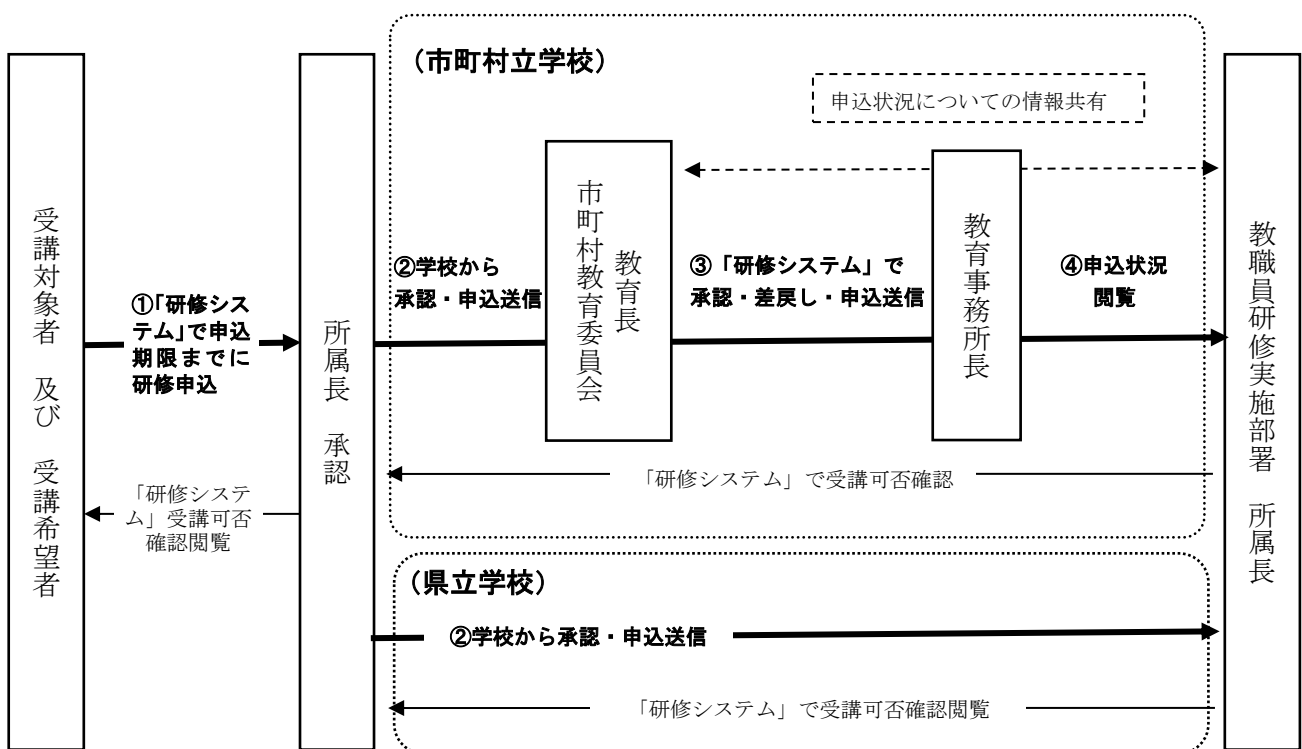 受講対象者 及び 受講希望者
①「研修シス
テム」で申込
期限までに
研修申込
「研修システ
ム」受講可否
確認閲覧
所属長 承認
(市町村立学校)
申込状況についての情報共有
②学校から
承認・申込送信
市町村教育委員会
教育長
③「研修システム」で
承認・差戻し・申込送信
教育事務所長
④申込状況
閲覧
「研修システム」で受講可否確認
(県立学校)
②学校から承認・申込送信
「研修システム」で受講可否確認閲覧
教職員研修実施部署 所属長